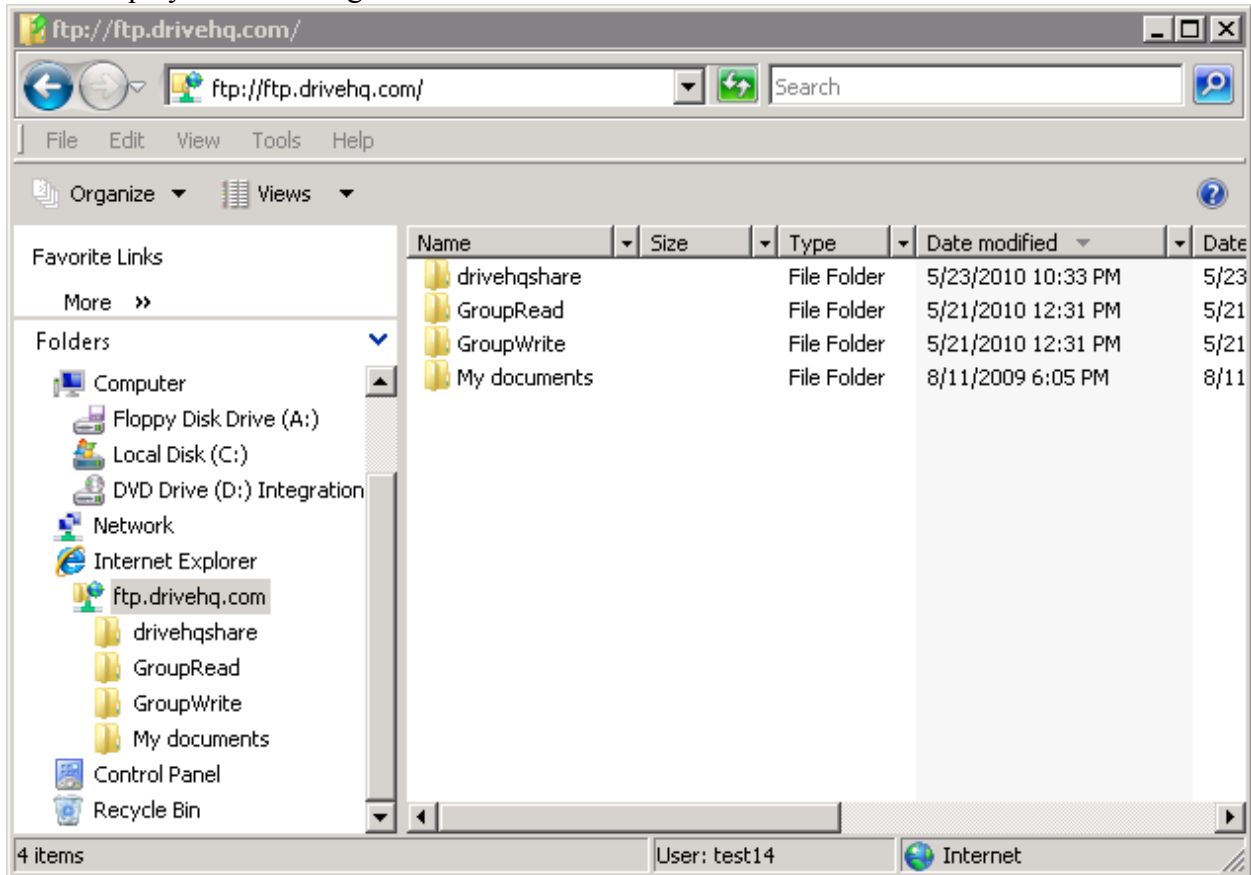 ftp://ftp.drivehq.com/
ftp://ftp.drivehq.com/ Search
File Edit View Tools Help
Organize Views
Favorite Links
More »
Folders
Computer
Floppy Disk Drive (A:)
Local Disk (C:)
DVD Drive (D:) Integration
Network
Internet Explorer
ftp.drivehq.com
drivehqshare
GroupRead
GroupWrite
My documents
Control Panel
Recycle Bin
Name Size Type Date modified Date
drivehqshare File Folder 5/23/2010 10:33 PM 5/23
GroupRead File Folder 5/21/2010 12:31 PM 5/21
GroupWrite File Folder 5/21/2010 12:31 PM 5/21
My documents File Folder 8/11/2009 6:05 PM 8/11
4 items User: test14 Internet